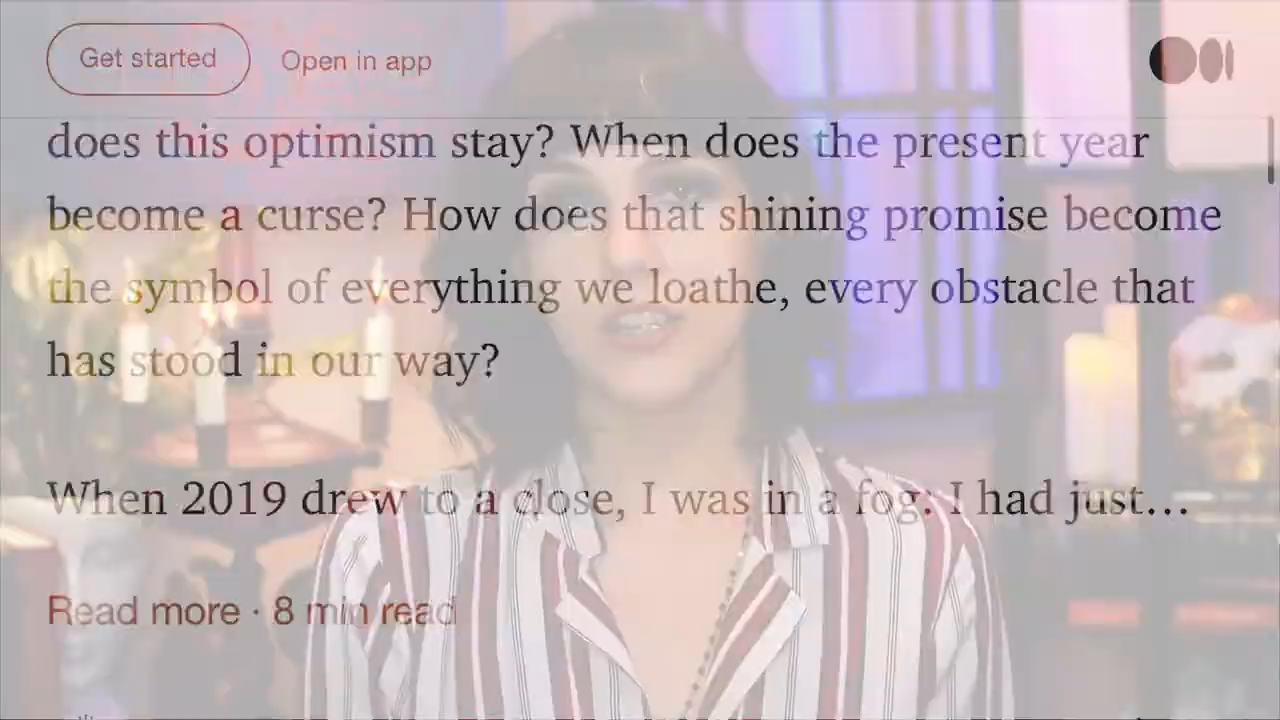 Get started Open in app
does this optimism stay? When does the present year
become a curse? How does that shining promise become
the symbol of everything we loathe, every obstacle that
has stood in our way?
When 2019 drew to a close, I was in a fog: I had just…
Read more · 8 min read